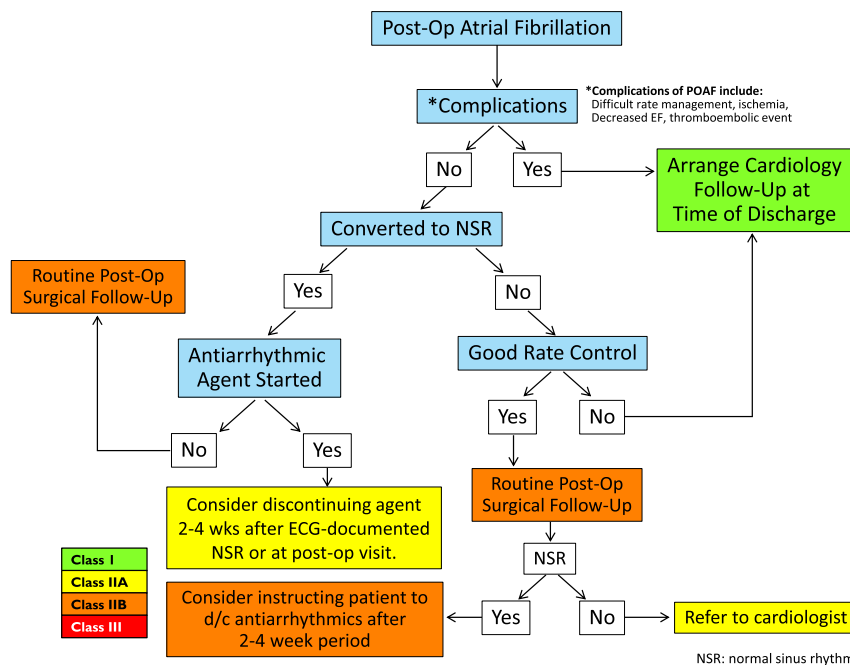 Post-Op Atrial Fibrillation
*Complications
*Complications of POAF include:
Difficult rate management, ischemia,
Decreased EF, thromboembolic event
No
Yes
Arrange Cardiology
Follow-Up at
Time of Discharge
Converted to NSR
Routine Post-Op
Surgical Follow-Up
Yes
No
Antiarrhythmic
Agent Started
Good Rate Control
No
Yes
Yes
No
Consider discontinuing agent
2-4 wks after ECG-documented
NSR or at post-op visit.
Routine Post-Op
Surgical Follow-Up
NSR
Class I
Class IIA
Class IIB
Class III
Consider instructing patient to
d/c antiarrhythmics after
2-4 week period
Yes
No
Refer to cardiologist
NSR: normal sinus rhythm